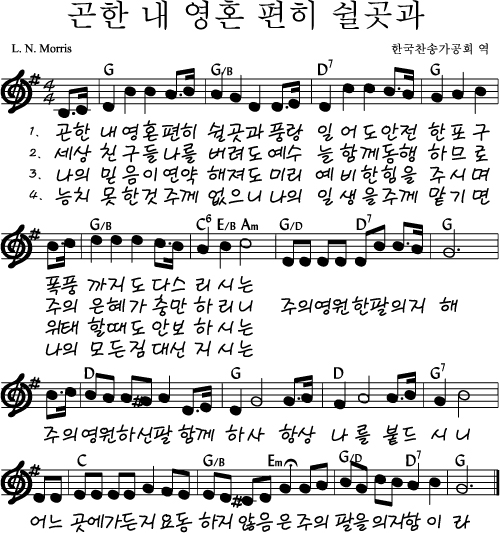 곤한 내 영혼 편히 쉴곳과
L. N. Morris 한국찬송가공회 역
G G/B D7 G
1. 곤한 내 영혼 편히 쉴곳과 풍랑 일 어도 안전 한 포구
2. 세상 친구들 나를 버려도 예수 늘 함께 동행 하므로
3. 나의 믿음이 연약 해져도 미리 예비한 힘을 주시며
4. 능치 못한것 주께 없으니 나의 일생을 주께 맡기면
G/B C6 E/B Am G/D D7 G
폭풍 까지도 다스 리시는
주의 은혜가 충만 하리니 주의 영원 한팔 의지 해
위태 할때도 안보 하시는
나의 모든짐 대신 지시는
D G D G7
주의 영원하신팔 함께 하사 항상 나를 붙드 시니
C G/B Em G/D D7 G
어느 곳에가든지 요동 하지 않음은 주의 팔을의지함 이라